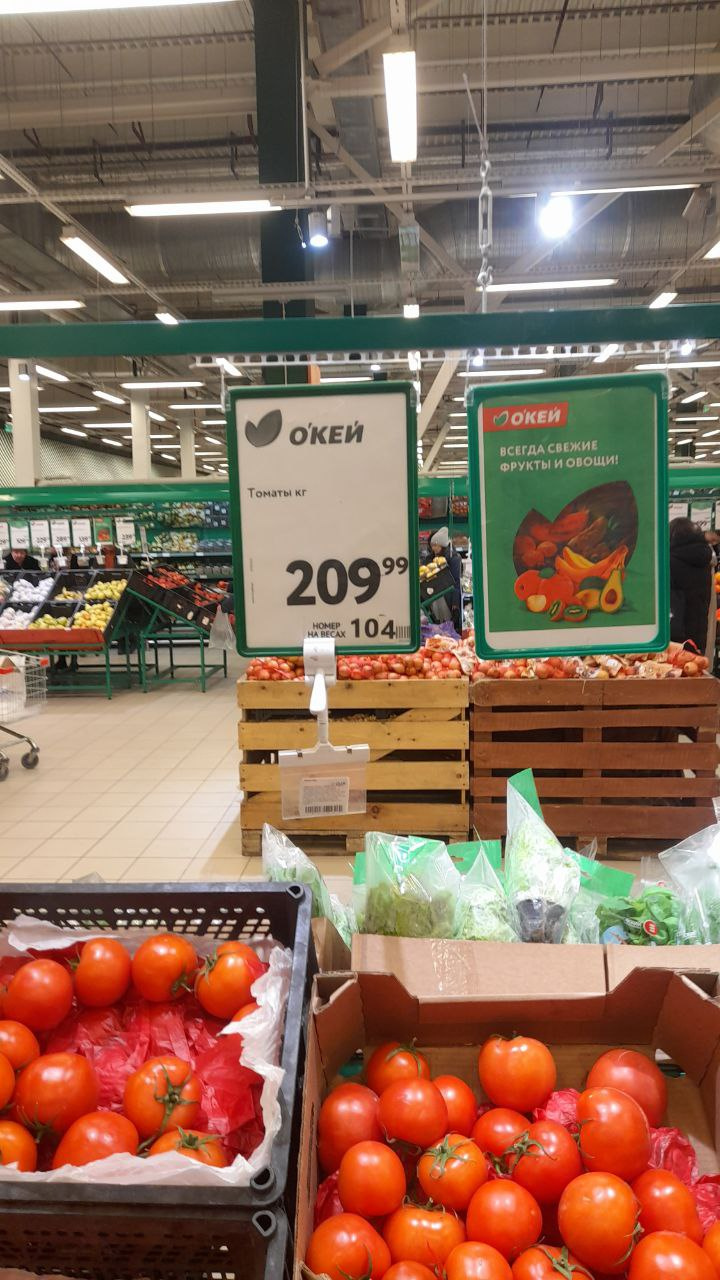 О'КЕЙ
Томаты кг
209⁹⁹
НОМЕР
НА ВЕСАХ 104
О'КЕЙ
ВСЕГДА СВЕЖИЕ
ФРУКТЫ И ОВОЩИ!